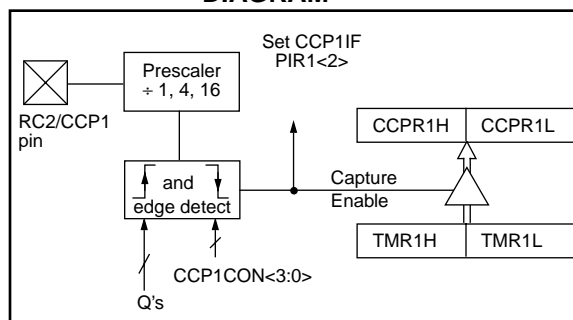 DIAGRAM
Set CCP1IF
PIR1<2>
Prescaler
÷ 1, 4, 16
RC2/CCP1
pin
CCPR1H CCPR1L
and
edge detect
Capture
Enable
TMR1H TMR1L
CCP1CON<3:0>
Q's